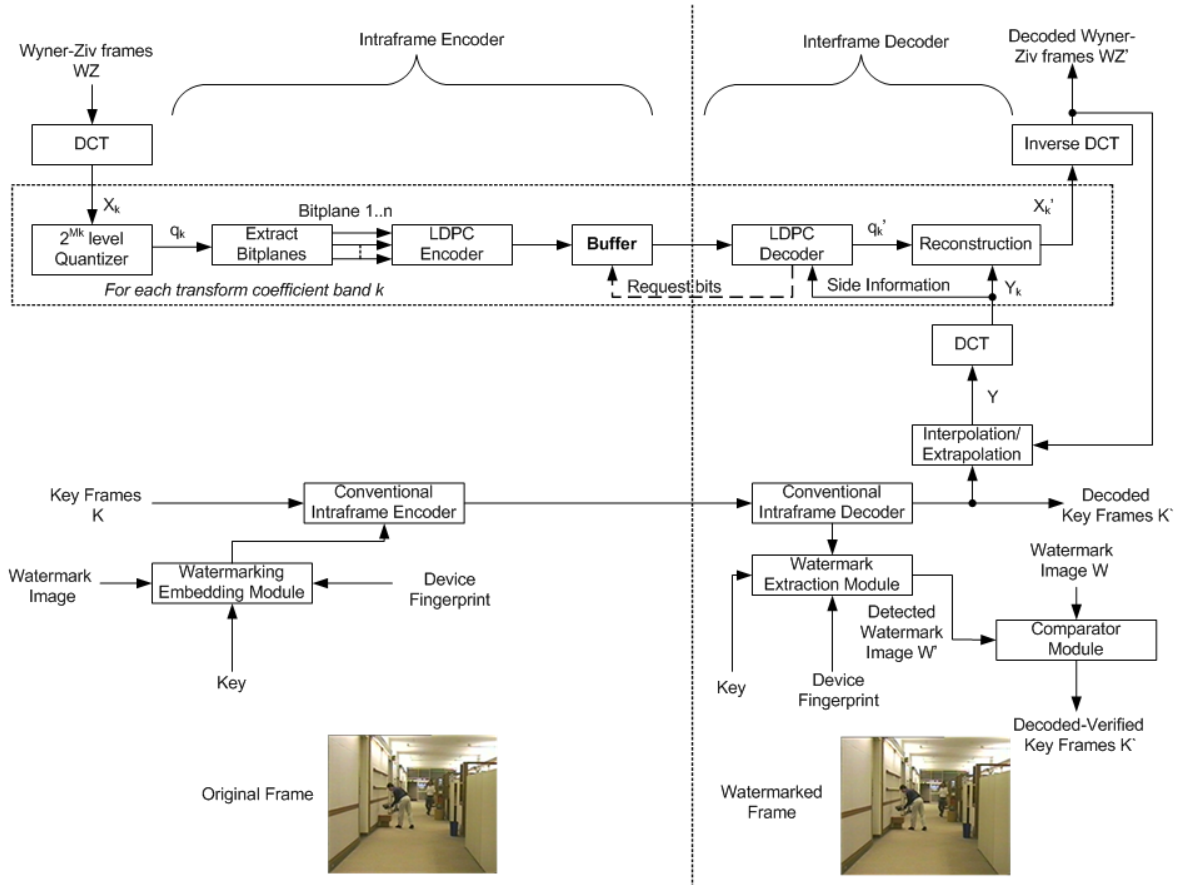 Wyner-Ziv frames
WZ
Intraframe Encoder
Interframe Decoder
Decoded Wyner-
Ziv frames WZ'
DCT
Inverse DCT
Xk
Bitplane 1..n
Xk'
2Mk level
Quantizer
qk
Extract
Bitplanes
LDPC
Encoder
Buffer
LDPC
Decoder
qk'
Reconstruction
For each transform coefficient band k
Request bits
Side Information
Yk
DCT
Y
Interpolation/
Extrapolation
Key Frames
K
Conventional
Intraframe Encoder
Conventional
Intraframe Decoder
Decoded
Key Frames K`
Watermark
Image
Watermarking
Embedding Module
Device
Fingerprint
Key
Watermark
Extraction Module
Watermark
Image W
Detected
Watermark
Image W'
Comparator
Module
Key
Device
Fingerprint
Decoded-Verified
Key Frames K`
Original Frame
Watermarked
Frame